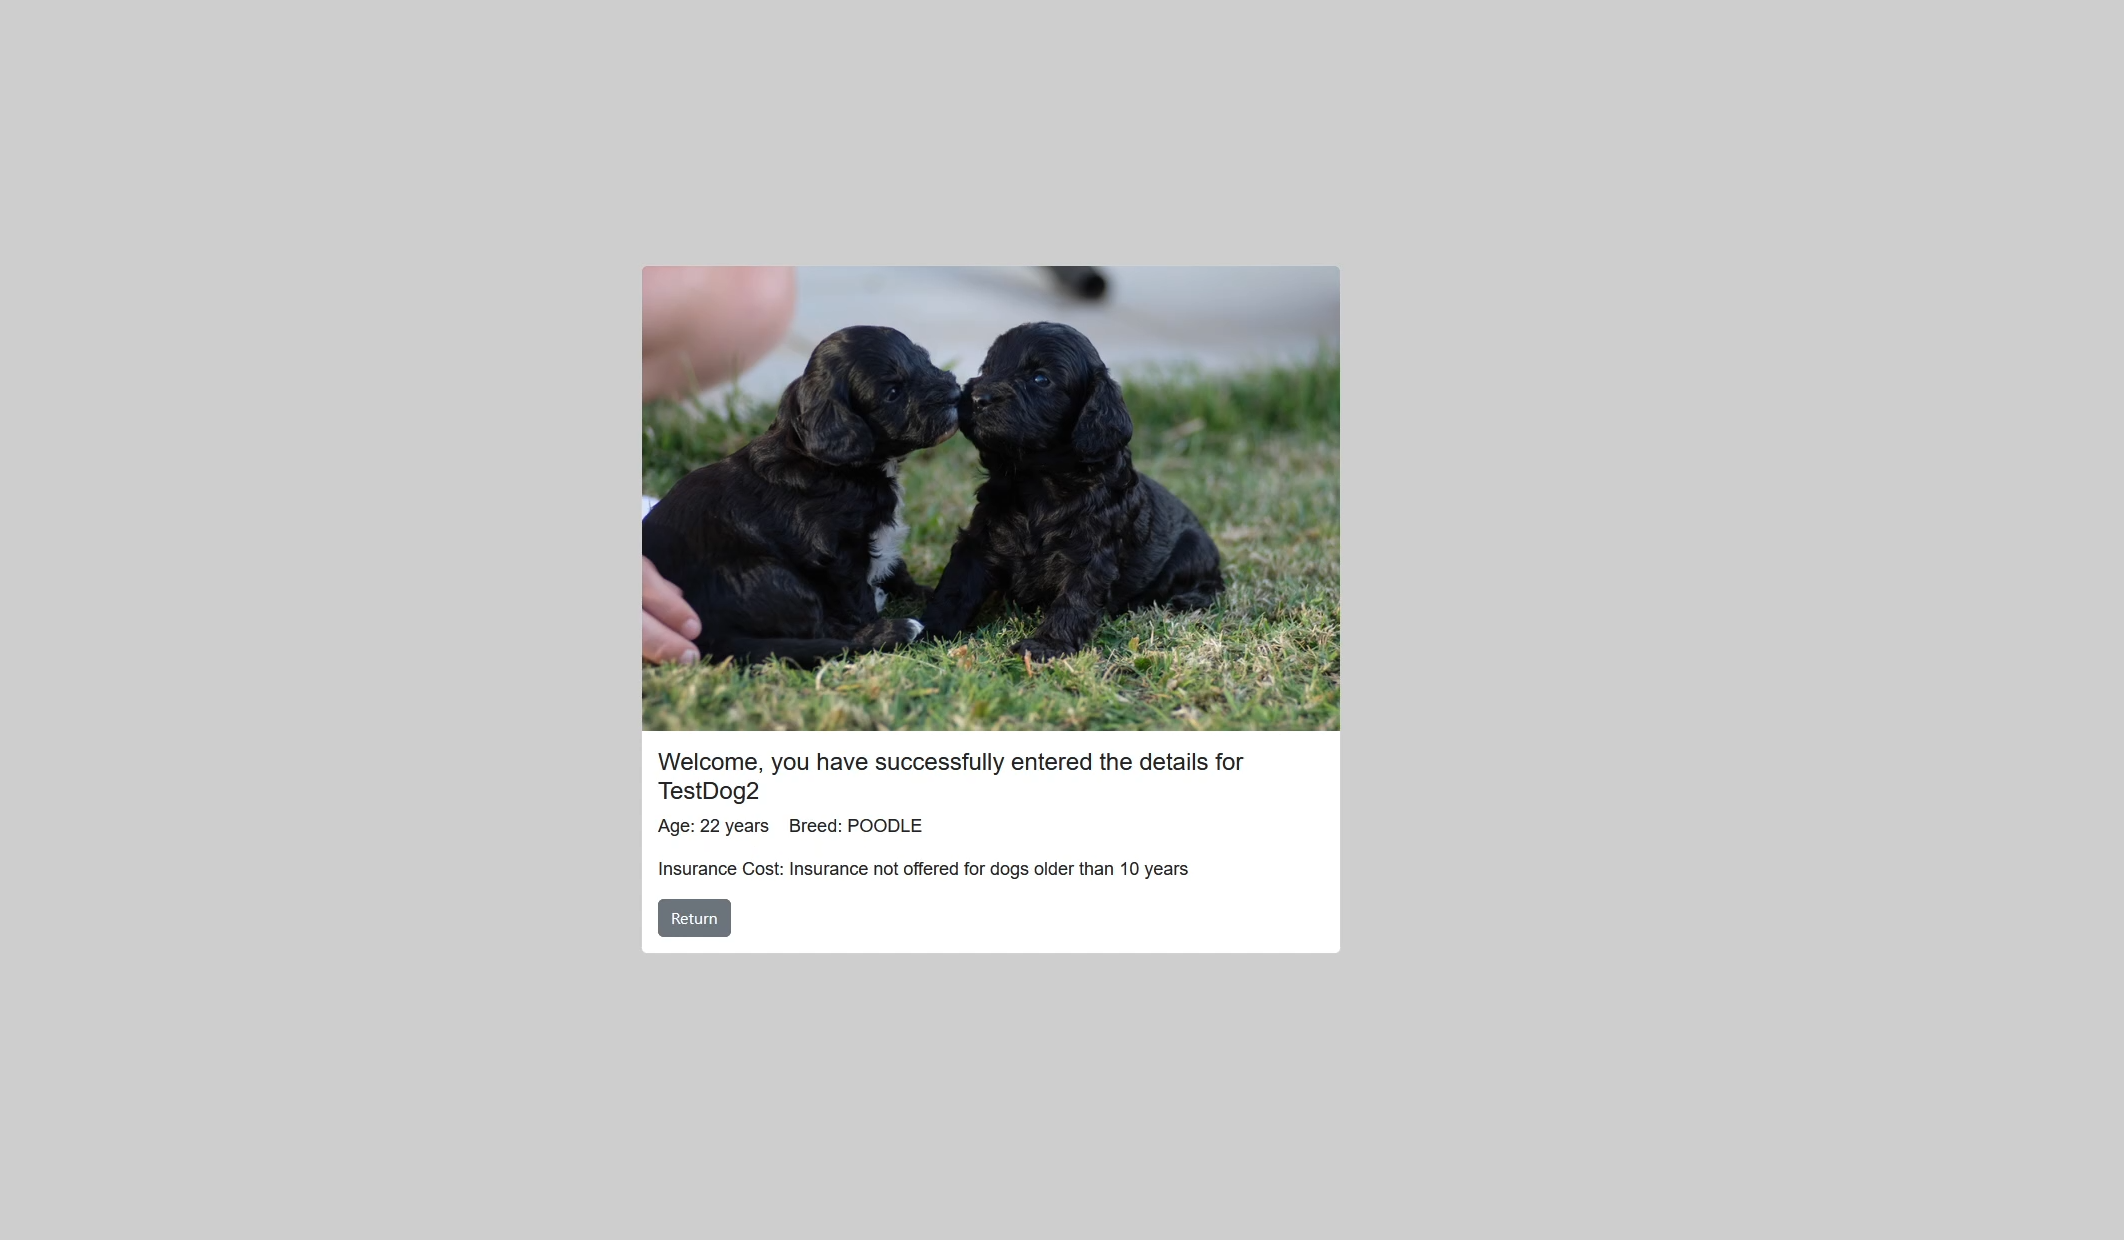 Welcome, you have successfully entered the details for
TestDog2
Age: 22 years Breed: POODLE
Insurance Cost: Insurance not offered for dogs older than 10 years
Return